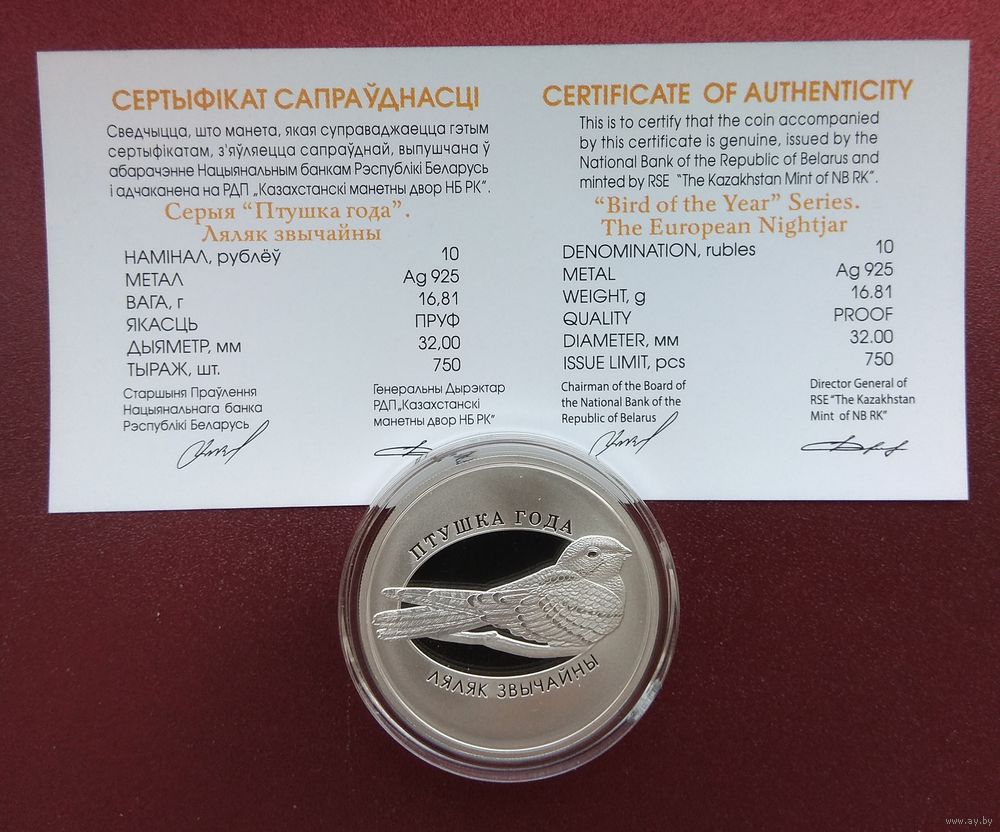 СЕРТЫФІКАТ САПРАЎДНАСЦІ
Сведчыцца, што манета, якая суправаджаецца гэтым
сертыфікатам, з'яўляецца сапраўднай, выпушчана ў
абарачэнне Нацыянальным банкам Рэспублікі Беларусь
і адчаканена на РДП „Казахстанскі манетны двор НБ РК".
Серыя "Птушка года".
Ляляк звычайны
НАМІНАЛ, рублёў 10
МЕТАЛ Ag 925
ВАГА, г 16,81
ЯКАСЦЬ ПРУФ
ДЫЯМЕТР, мм 32,00
ТЫРАЖ, шт. 750
Старшыня Праўлення
Нацыянальнага банка
Рэспублікі Беларусь
Генеральны Дырэктар
РДП„Казахстанскі
манетны двор НБ РК"
CERTIFICATE OF AUTHENTICITY
This is to certify that the coin accompanied
by this certificate is genuine, issued by the
National Bank of the Republic of Belarus and
minted by RSE "The Kazakhstan Mint of NB RK".
"Bird of the Year" Series.
The European Nightjar
DENOMINATION, rubles 10
METAL Ag 925
WEIGHT, g 16.81
QUALITY PROOF
DIAMETER, мм 32.00
ISSUE LIMIT, pcs 750
Chairman of the Board of
the National Bank of the
Republic of Belarus
Director General of
RSE "The Kazakhstan
Mint of NB RK"
ПТУШКА ГОДА
ЛЯЛЯК ЗВЫЧАЙНЫ
www.ay.by